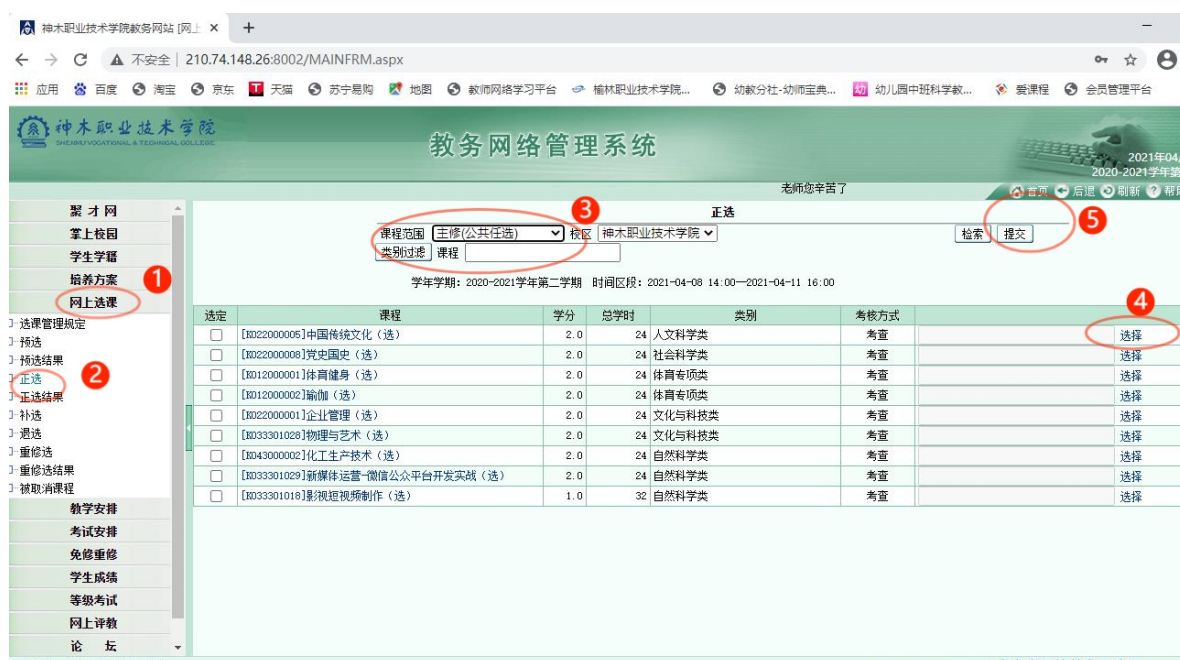 神木职业技术学院教务网站 [网上
不安全 210.74.148.26:8002/MAINFRM.aspx
应用 百度 淘宝 京东 天猫 苏宁易购 地图 教师网络学习平台 榆林职业技术学院... 幼教分社-幼师宝典... 幼儿园中班科学教... 爱课程 会员管理平台
神木职业技术学院
SHENMU VOCATIONAL & TECHNICAL COLLEGE
教务网络管理系统
2021年04
2020-2021学年第
老师您辛苦了
首页 后退 刷新 帮
聚才网
掌上校园
学生学籍
培养方案
1
网上选课
选课管理规定
预选
预选结果
正选
2
正选结果
补选
退选
重修选
重修选结果
被取消课程
教学安排
考试安排
免修重修
学生成绩
等级考试
网上评教
论 坛
正选
3
5
课程范围 主修(公共任选) 校区 神木职业技术学院 检索 提交
类别过滤 课程
学年学期：2020-2021学年第二学期 时间区段：2021-04-08 14:00—2021-04-11 16:00
4
选定 课程 学分 总学时 类别 考核方式
[K022000005]中国传统文化（选） 2.0 24 人文科学类 考查 选择
[K022000008]党史国史（选） 2.0 24 社会科学类 考查 选择
[K012000001]体育健身（选） 2.0 24 体育专项类 考查 选择
[K012000002]瑜伽（选） 2.0 24 体育专项类 考查 选择
[K022000001]企业管理（选） 2.0 24 文化与科技类 考查 选择
[K033301028]物理与艺术（选） 2.0 24 文化与科技类 考查 选择
[K043000002]化工生产技术（选） 2.0 24 自然科学类 考查 选择
[K033301029]新媒体运营-微信公众平台开发实战（选） 2.0 24 自然科学类 考查 选择
[K033301018]影视短视频制作（选） 1.0 32 自然科学类 考查 选择